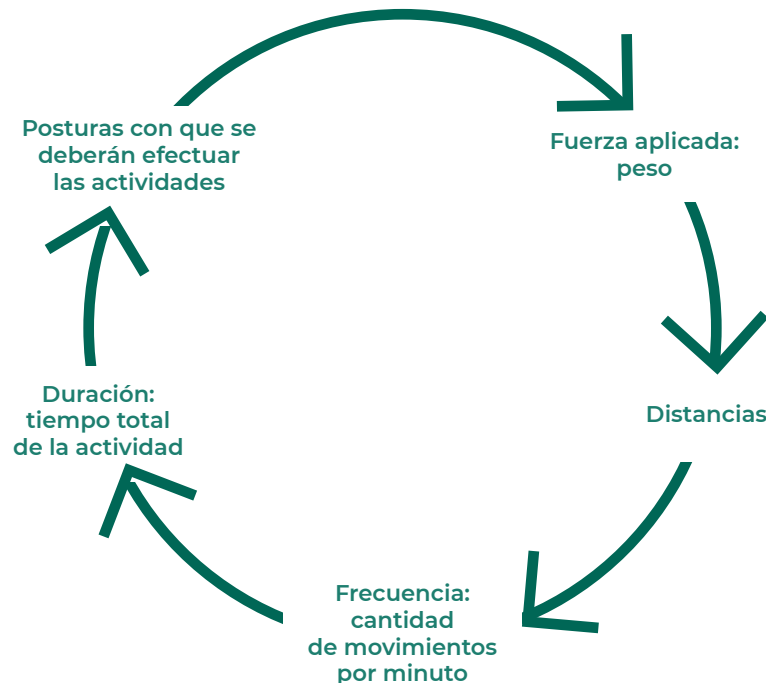 Posturas con que se
deberán efectuar
las actividades
Fuerza aplicada:
peso
Distancias
Frecuencia:
cantidad
de movimientos
por minuto
Duración:
tiempo total
de la actividad